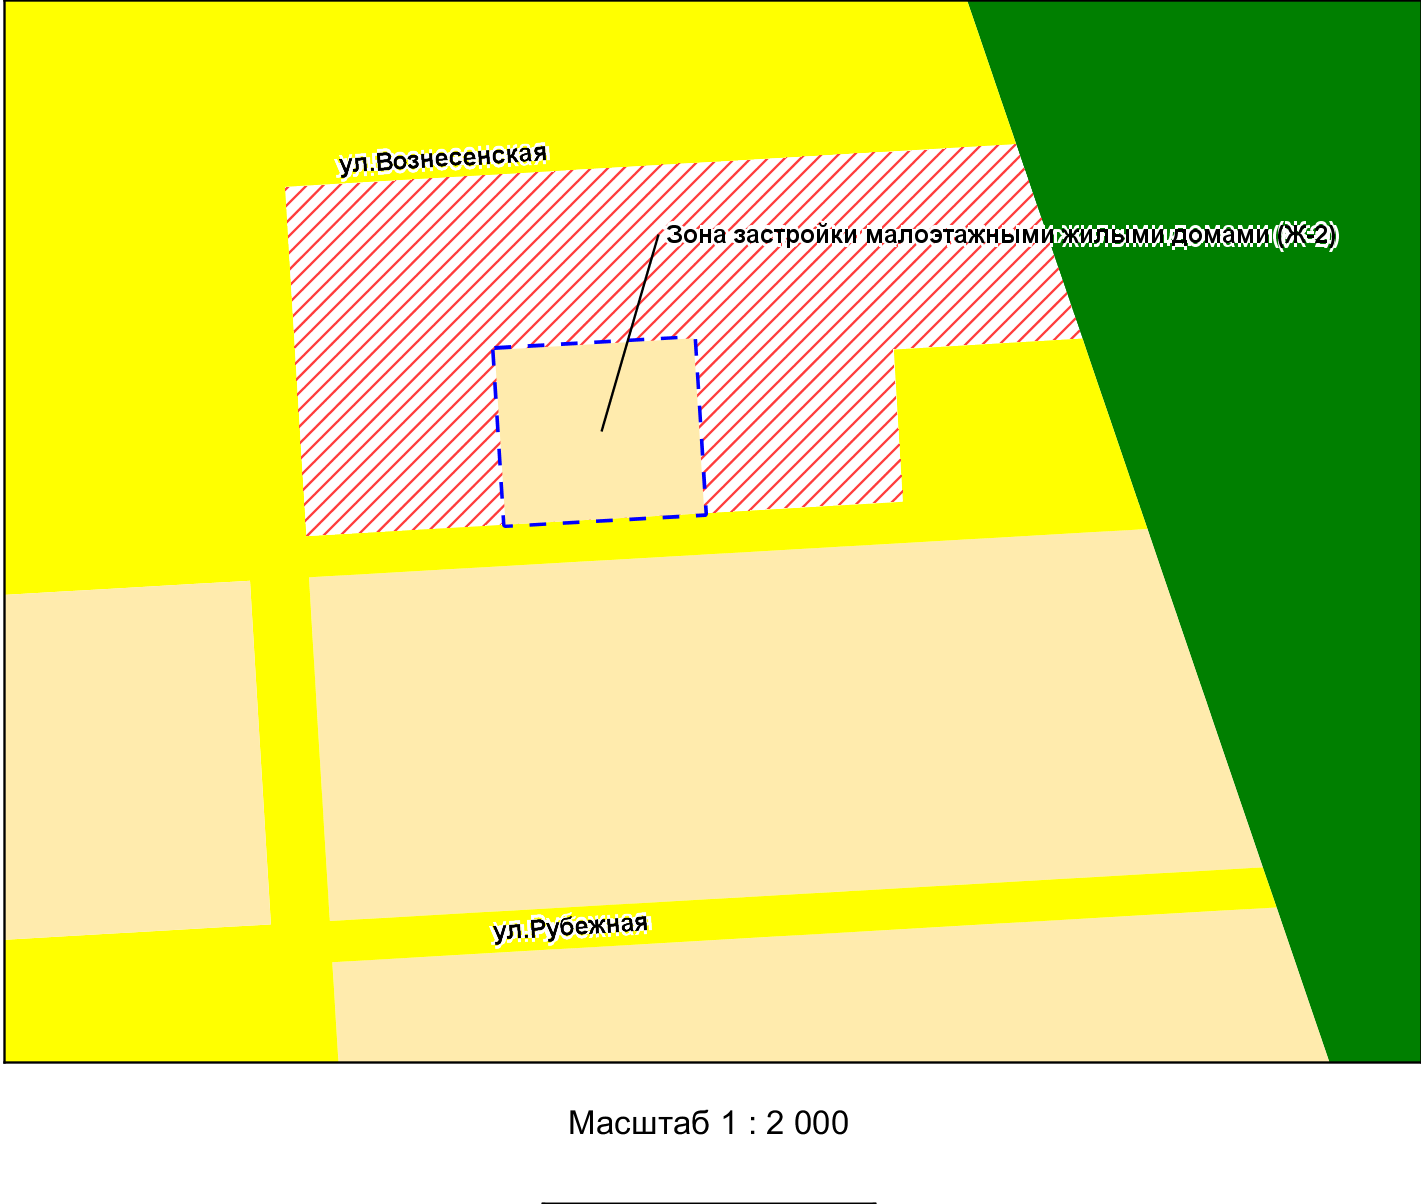 ул.Вознесенская
Зона застройки малоэтажными жилыми домами (Ж-2)
ул.Рубежная
Масштаб 1 : 2 000